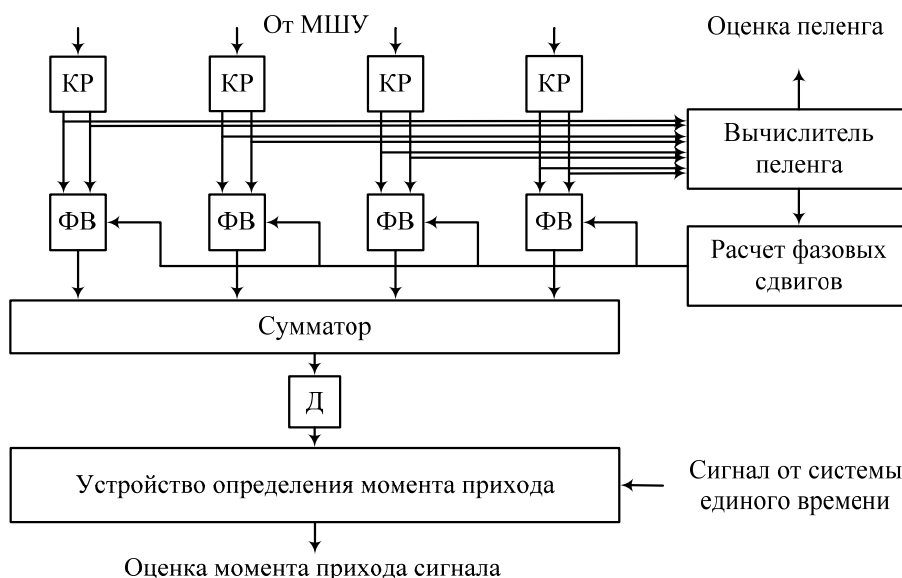 От МШУ
Оценка пеленга
КР
КР
КР
КР
Вычислитель
пеленга
ФВ
ФВ
ФВ
ФВ
Расчет фазовых
сдвигов
Сумматор
Д
Устройство определения момента прихода
Сигнал от системы
единого времени
Оценка момента прихода сигнала